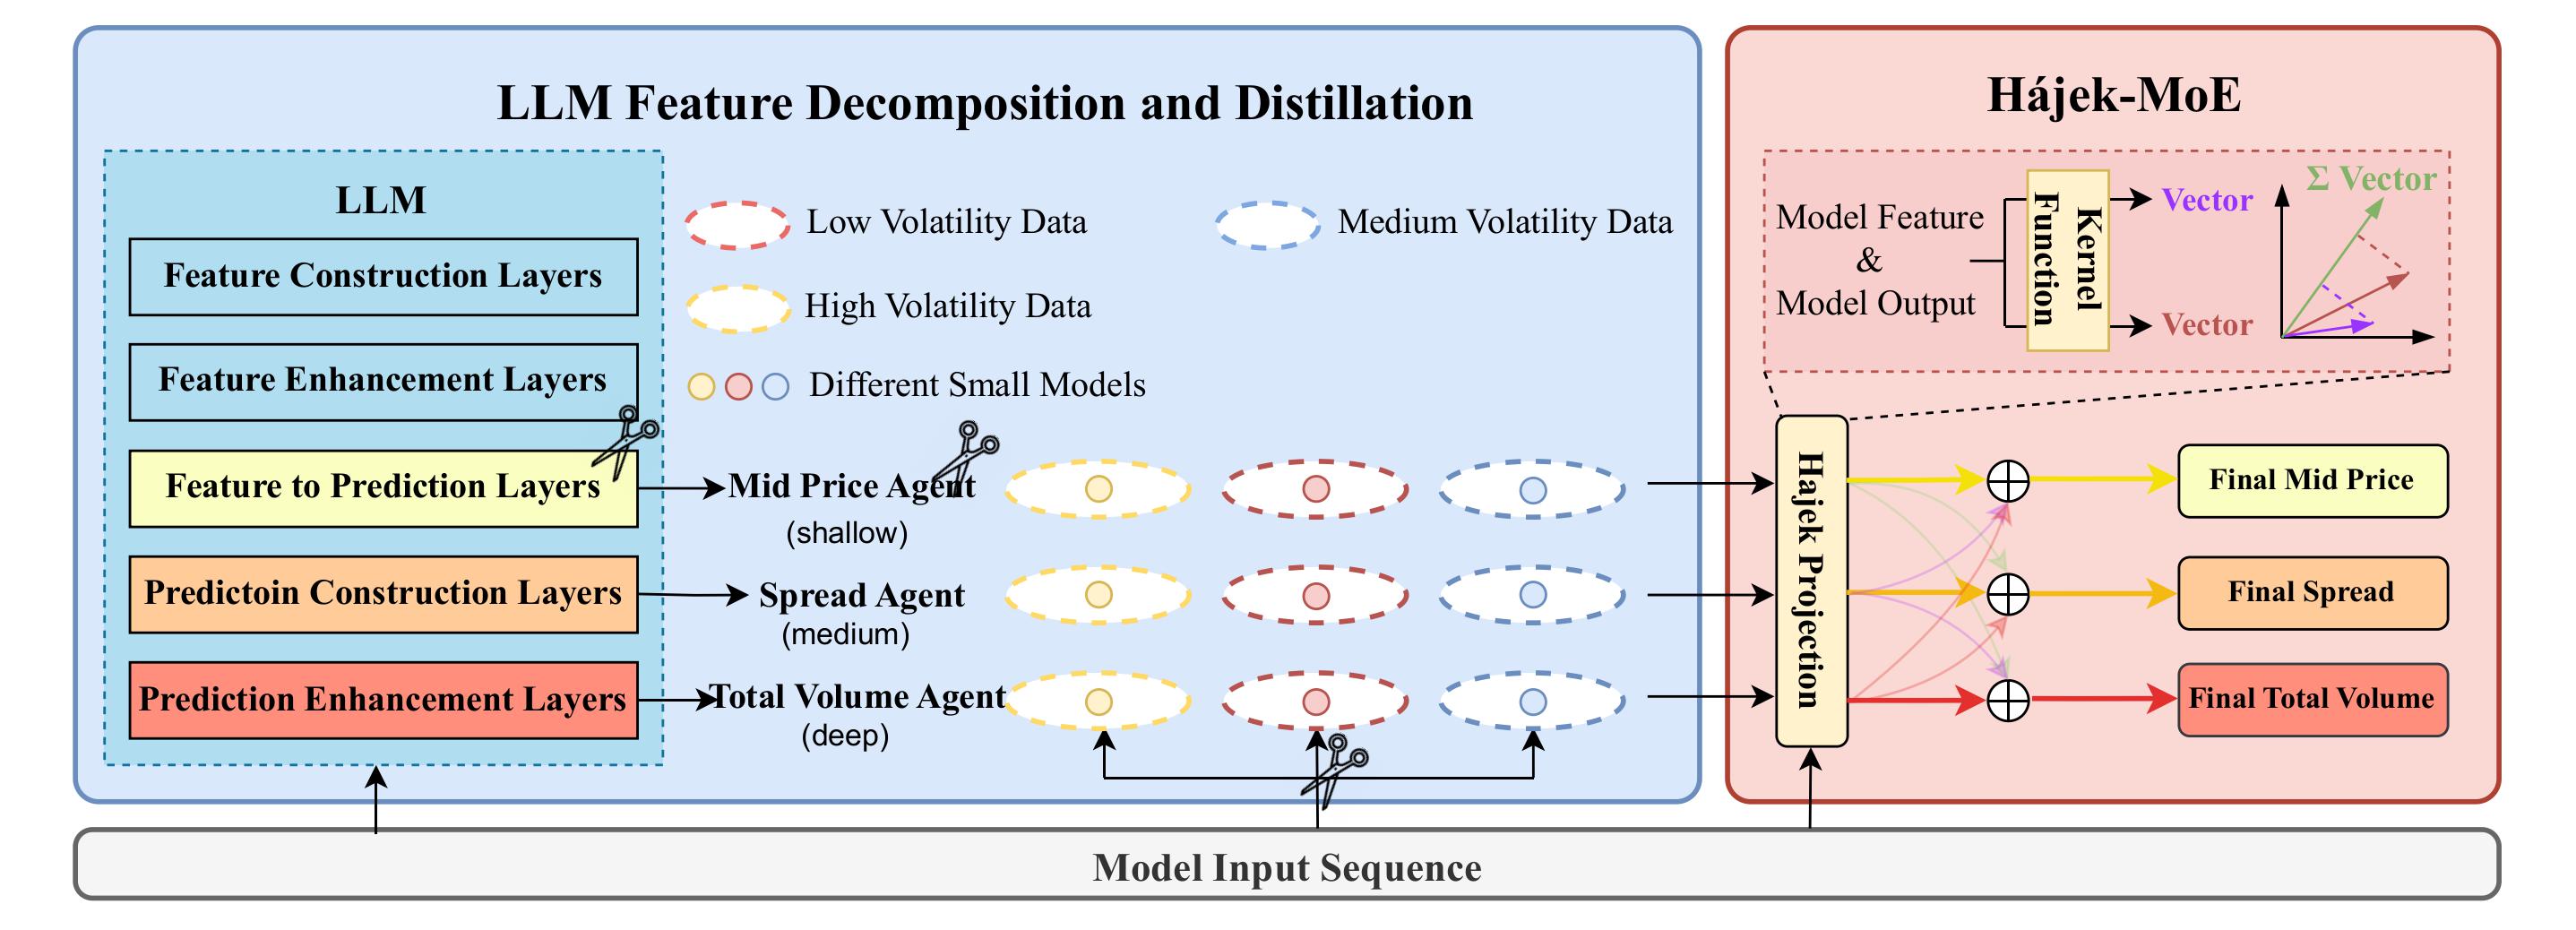 LLM Feature Decomposition and Distillation
LLM
Feature Construction Layers
Feature Enhancement Layers
Feature to Prediction Layers
Predictoin Construction Layers
Prediction Enhancement Layers
Low Volatility Data
Medium Volatility Data
High Volatility Data
Different Small Models
Mid Price Agent
(shallow)
Spread Agent
(medium)
Total Volume Agent
(deep)
Hájek-MoE
Model Feature
&
Model Output
Kernel
Function
Vector
Vector
Σ Vector
Hajek Projection
Final Mid Price
Final Spread
Final Total Volume
Model Input Sequence